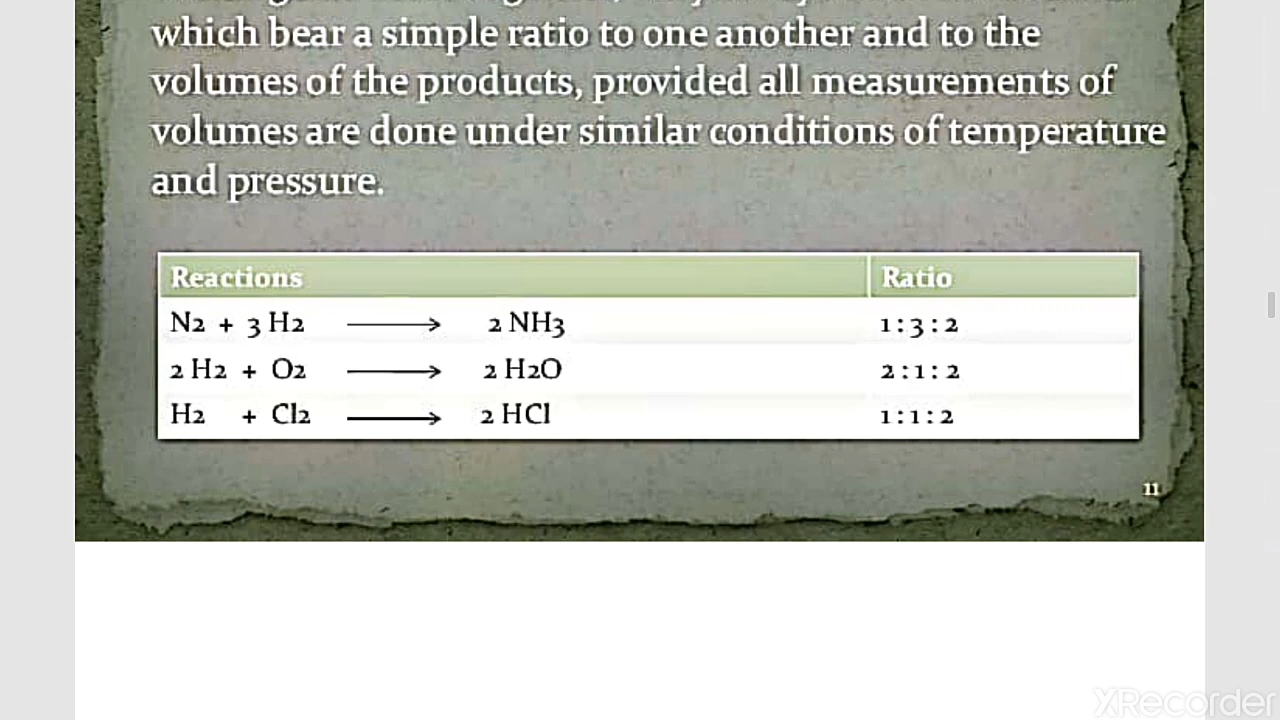 which bear a simple ratio to one another and to the
volumes of the products, provided all measurements of
volumes are done under similar conditions of temperature
and pressure.
Reactions Ratio
N2 + 3 H2 ⟶ 2 NH3 1 : 3 : 2
2 H2 + O2 ⟶ 2 H2O 2 : 1 : 2
H2 + Cl2 ⟶ 2 HCl 1 : 1 : 2
11
XRecorder